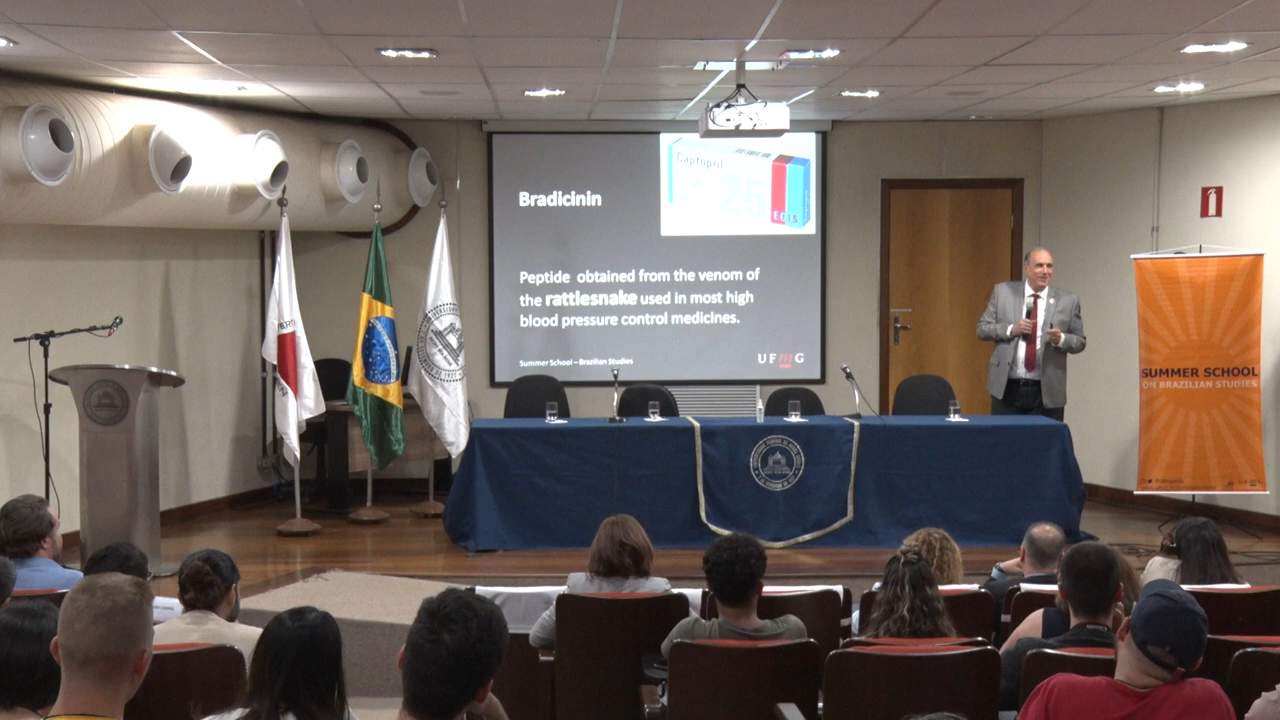 Captopril
25
ECIS
Bradicinin
Peptide obtained from the venom of
the rattlesnake used in most high
blood pressure control medicines.
Summer School – Brazilian Studies
UFMG
SUMMER SCHOOL
ON BRAZILIAN STUDIES